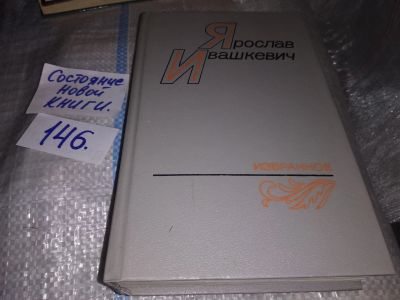 Ярослав
Ивашкевич
ИЗБРАННОЕ
Состояние
новой
книги.
146.